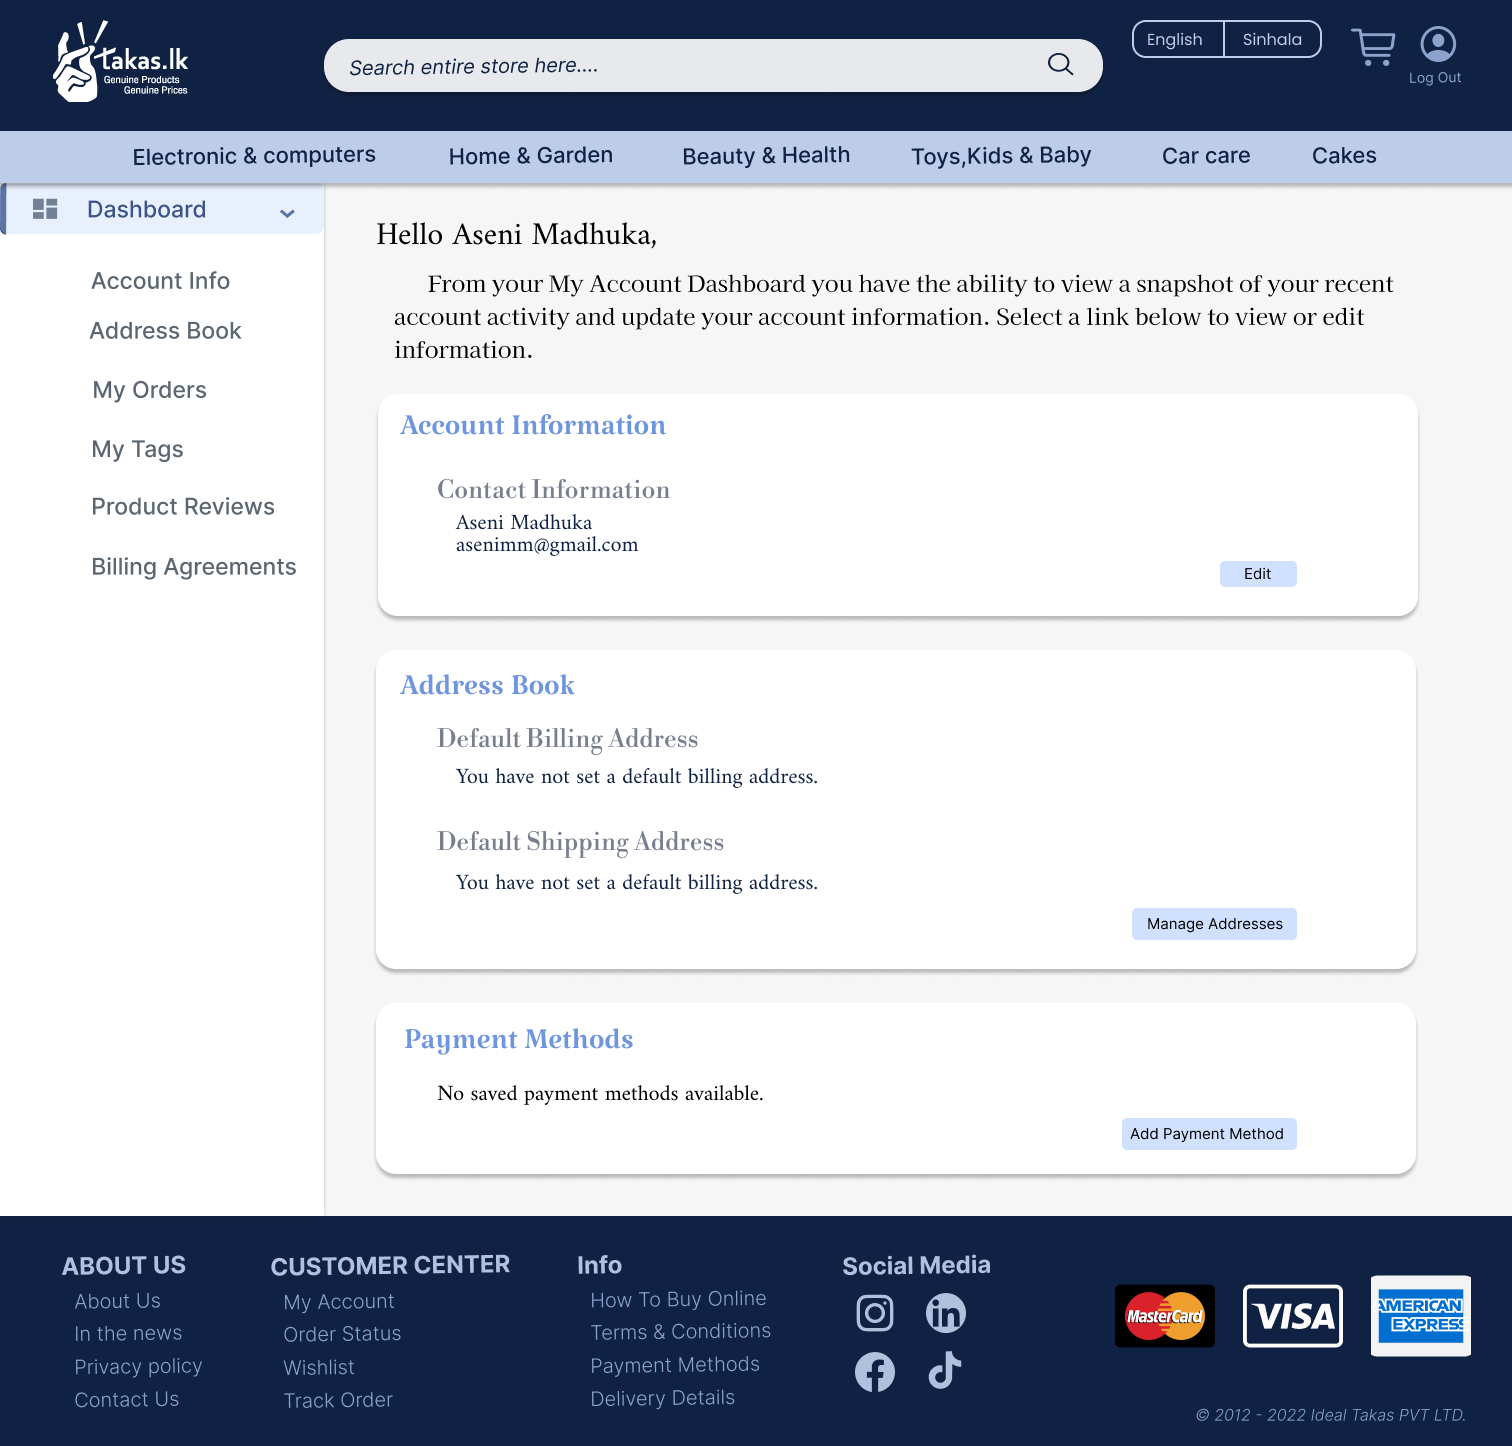 takas.lk
Genuine Products
Genuine Prices
Search entire store here....
English
Sinhala
Log Out
Electronic & computers
Home & Garden
Beauty & Health
Toys,Kids & Baby
Car care
Cakes
Dashboard
Account Info
Address Book
My Orders
My Tags
Product Reviews
Billing Agreements
Hello Aseni Madhuka,
From your My Account Dashboard you have the ability to view a snapshot of your recent
account activity and update your account information. Select a link below to view or edit
information.
Account Information
Contact Information
Aseni Madhuka
asenimm@gmail.com
Edit
Address Book
Default Billing Address
You have not set a default billing address.
Default Shipping Address
You have not set a default billing address.
Manage Addresses
Payment Methods
No saved payment methods available.
Add Payment Method
ABOUT US
About Us
In the news
Privacy policy
Contact Us
CUSTOMER CENTER
My Account
Order Status
Wishlist
Track Order
Info
How To Buy Online
Terms & Conditions
Payment Methods
Delivery Details
Social Media
in
MasterCard
VISA
AMERICAN
EXPRESS
© 2012 - 2022 Ideal Takas PVT LTD.